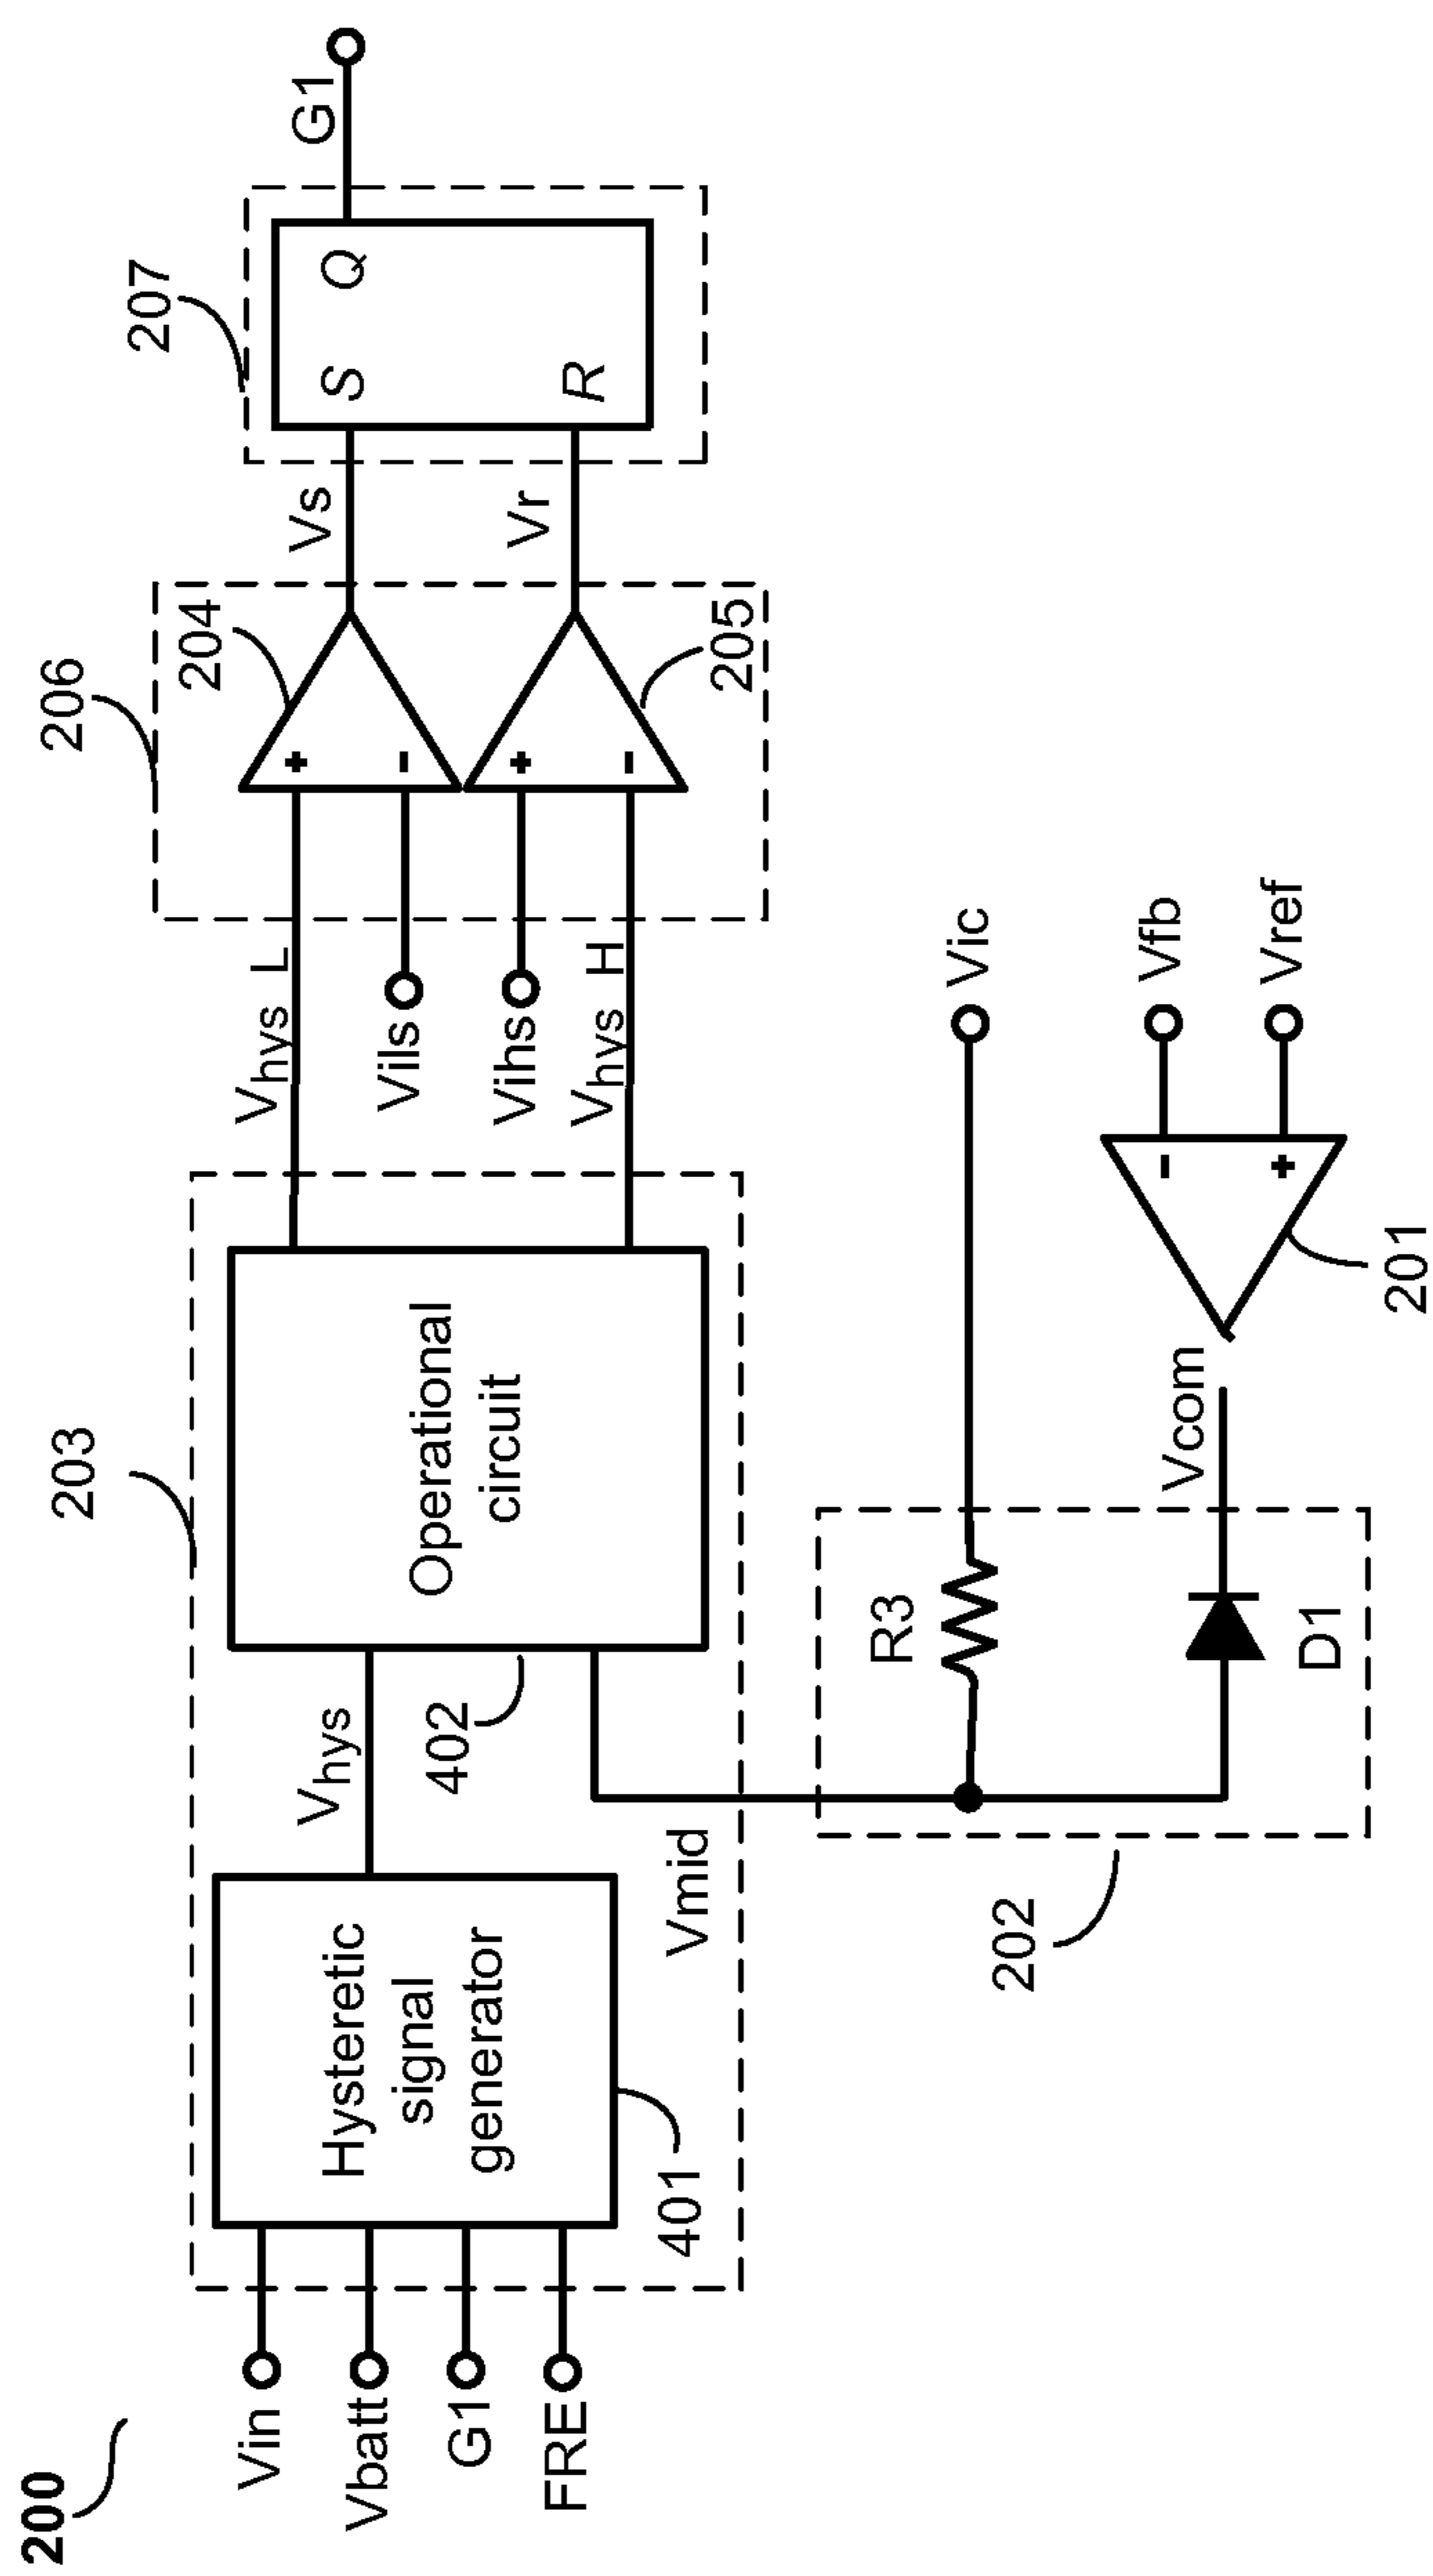 200
Vin
Vbatt
G1
FRE
203
Hysteretic
signal
generator
401
Vhys
402
Vmid
Operational
circuit
Vhys_L
Vils
Vihs
Vhys_H
206
204
+
-
+
-
205
Vs
Vr
207
S
Q
R
G1
202
R3
D1
Vic
Vcom
201
-
+
Vfb
Vref